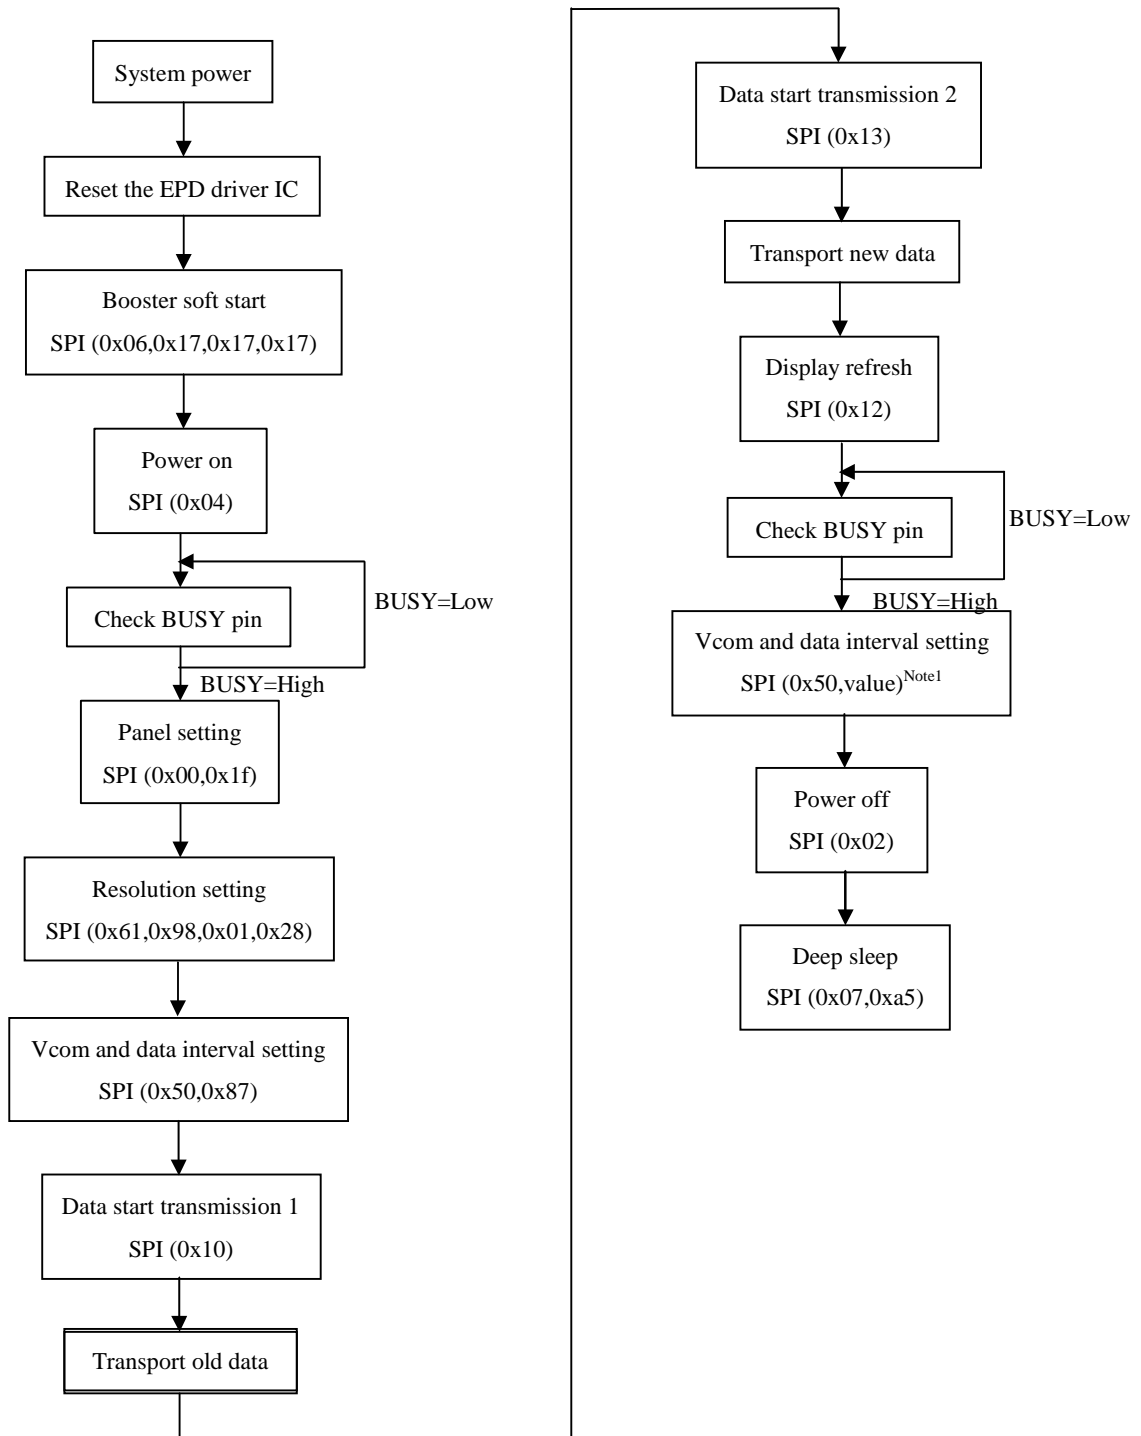 System power
Reset the EPD driver IC
Booster soft start
SPI (0x06,0x17,0x17,0x17)
Power on
SPI (0x04)
Check BUSY pin
BUSY=Low
BUSY=High
Panel setting
SPI (0x00,0x1f)
Resolution setting
SPI (0x61,0x98,0x01,0x28)
Vcom and data interval setting
SPI (0x50,0x87)
Data start transmission 1
SPI (0x10)
Transport old data
Data start transmission 2
SPI (0x13)
Transport new data
Display refresh
SPI (0x12)
Check BUSY pin
BUSY=Low
BUSY=High
Vcom and data interval setting
SPI (0x50,value)Note1
Power off
SPI (0x02)
Deep sleep
SPI (0x07,0xa5)